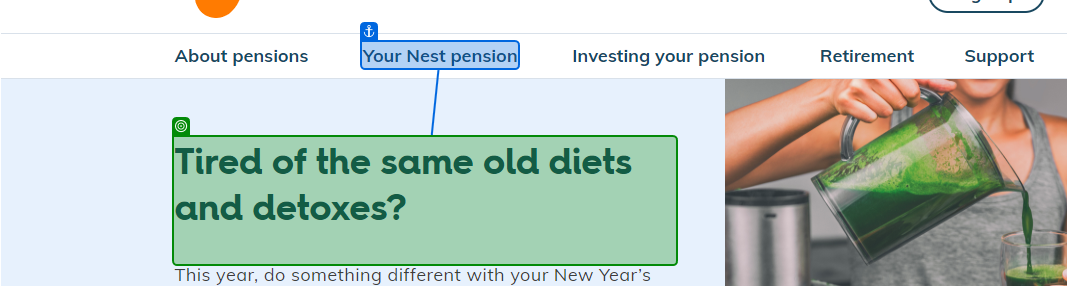 About pensions
Your Nest pension
Investing your pension
Retirement
Support
Tired of the same old diets
and detoxes?
This year, do something different with your New Year's